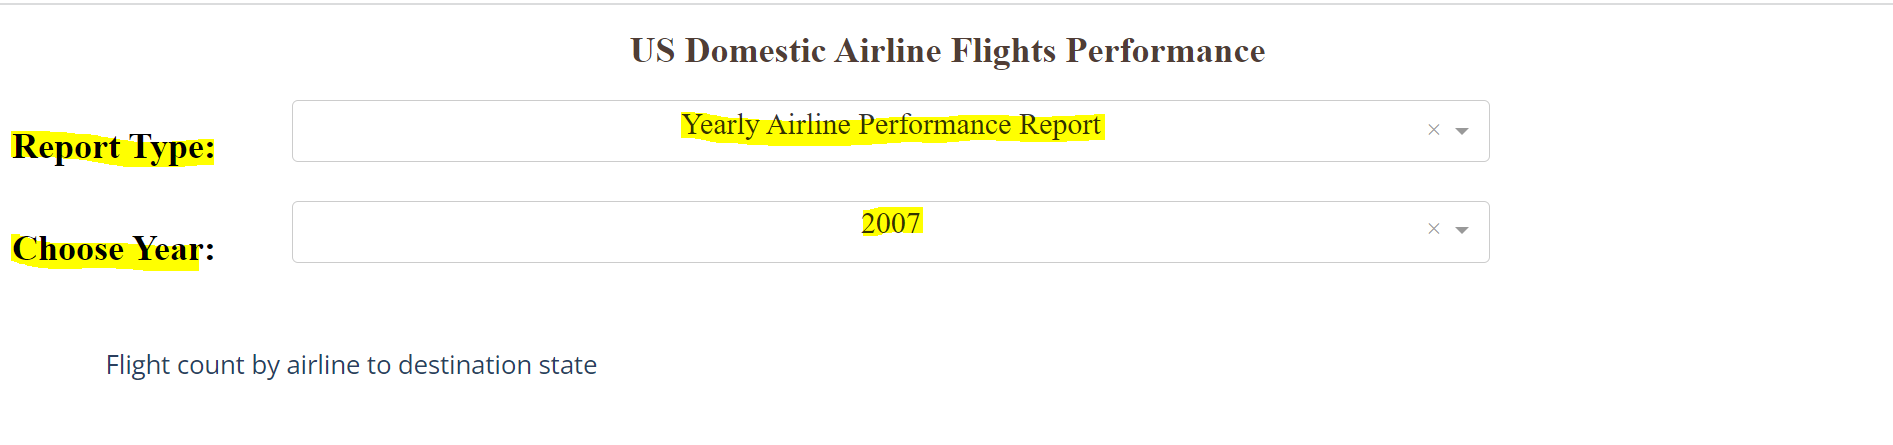 US Domestic Airline Flights Performance
Report Type:
Yearly Airline Performance Report
Choose Year:
2007
Flight count by airline to destination state